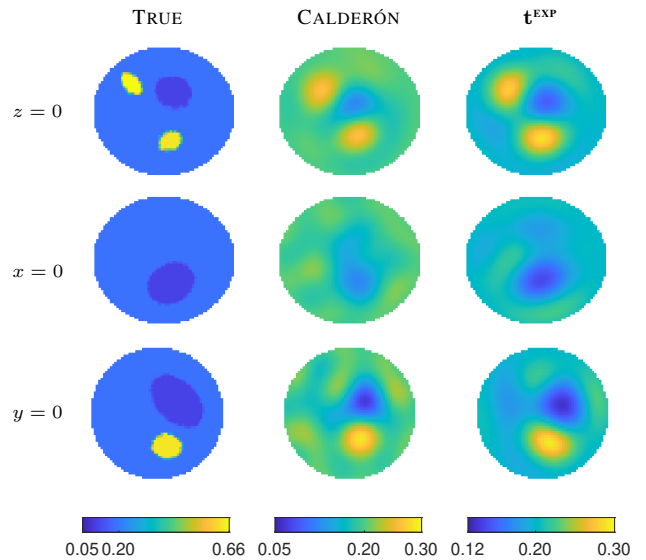 TRUE CALDERÓN t^EXP
z = 0
x = 0
y = 0
0.05 0.20 0.66 0.05 0.20 0.30 0.12 0.20 0.30